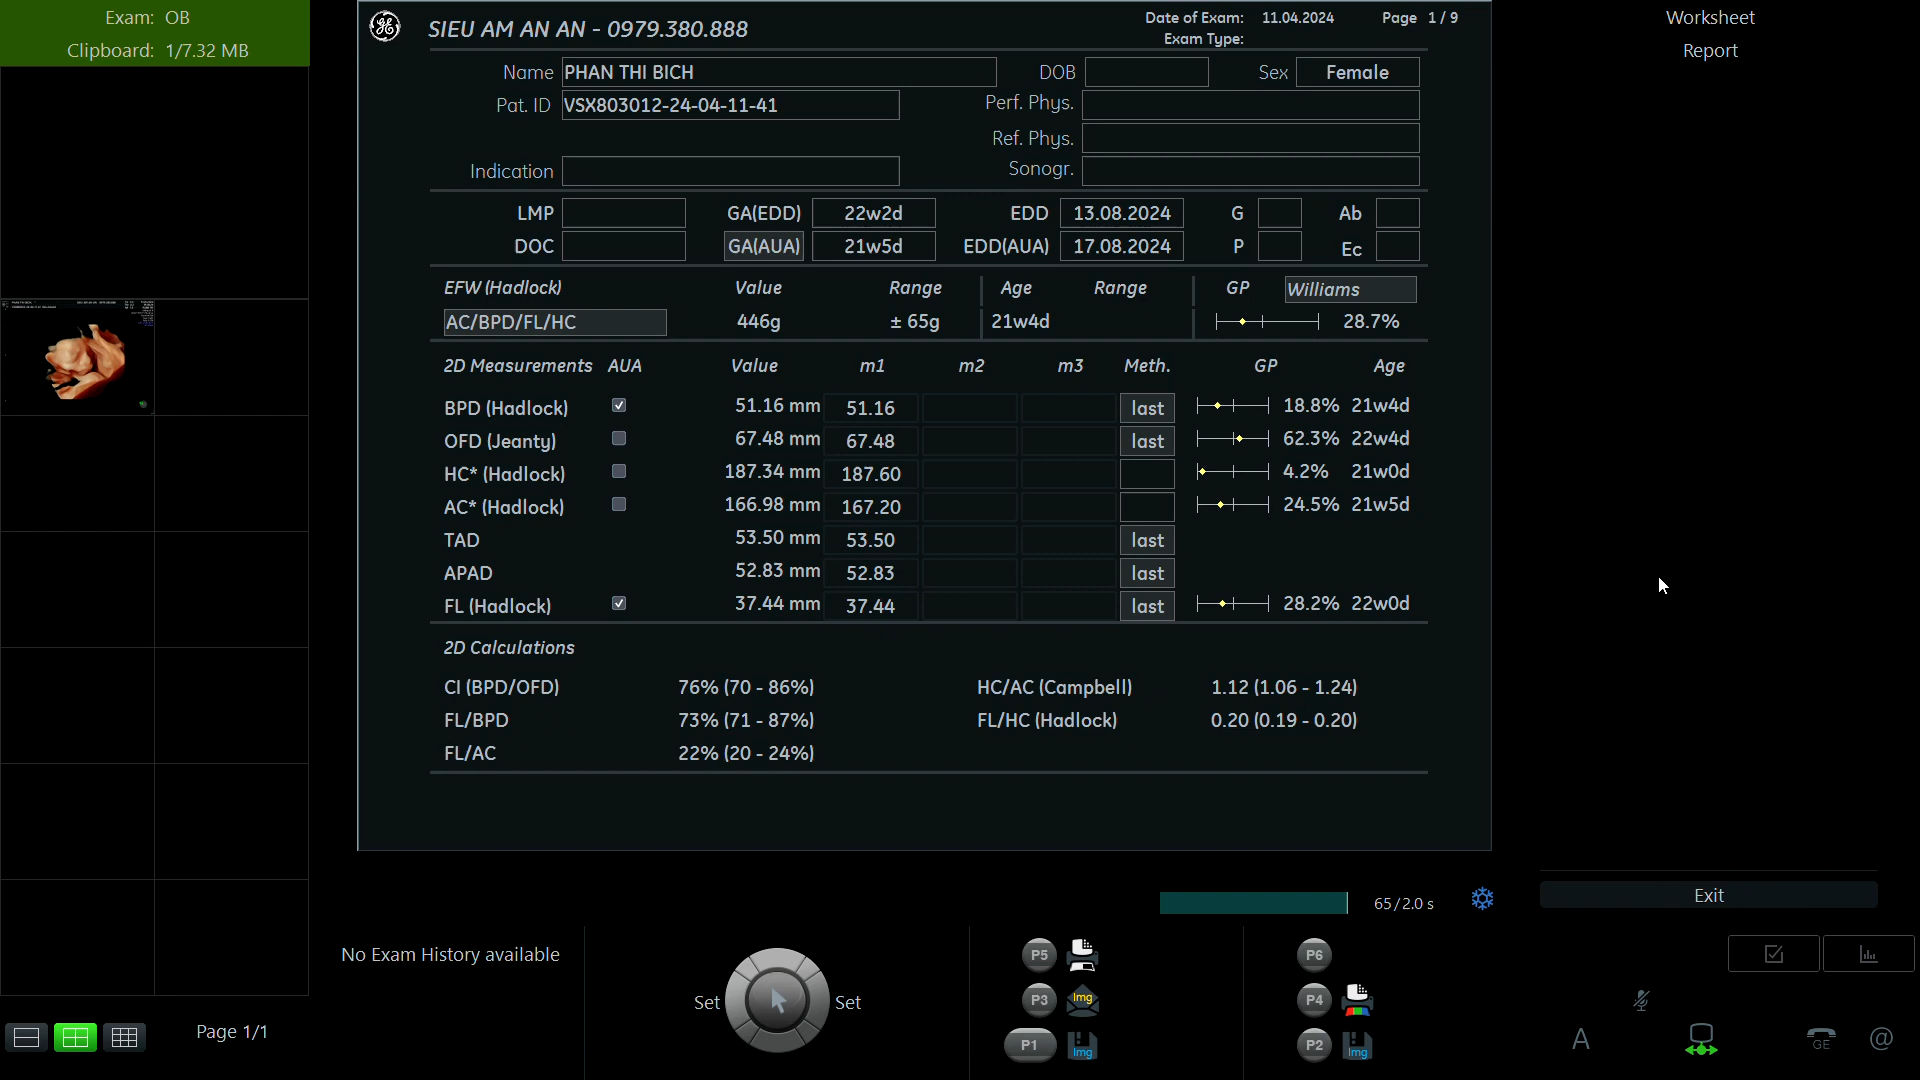 Exam: OB
Clipboard: 1/7.32 MB
SIEU AM AN AN - 0979.380.888
Date of Exam: 11.04.2024 Page 1 / 9
Exam Type:
Name PHAN THI BICH DOB Sex Female
Pat. ID VSX803012-24-04-11-41 Perf. Phys.
Ref. Phys.
Indication Sonogr.
LMP GA(EDD) 22w2d EDD 13.08.2024 G Ab
DOC GA(AUA) 21w5d EDD(AUA) 17.08.2024 P Ec
EFW (Hadlock) Value Range Age Range GP Williams
AC/BPD/FL/HC 446g ± 65g 21w4d 28.7%
2D Measurements AUA Value m1 m2 m3 Meth. GP Age
BPD (Hadlock) 51.16 mm 51.16 last 18.8% 21w4d
OFD (Jeanty) 67.48 mm 67.48 last 62.3% 22w4d
HC* (Hadlock) 187.34 mm 187.60 4.2% 21w0d
AC* (Hadlock) 166.98 mm 167.20 24.5% 21w5d
TAD 53.50 mm 53.50 last
APAD 52.83 mm 52.83 last
FL (Hadlock) 37.44 mm 37.44 last 28.2% 22w0d
2D Calculations
CI (BPD/OFD) 76% (70 - 86%) HC/AC (Campbell) 1.12 (1.06 - 1.24)
FL/BPD 73% (71 - 87%) FL/HC (Hadlock) 0.20 (0.19 - 0.20)
FL/AC 22% (20 - 24%)
Worksheet
Report
65/2.0 s
Exit
No Exam History available
Set Set
P5 P6
P3 Img P4
P1 Img P2 Img
Page 1/1
A GE @